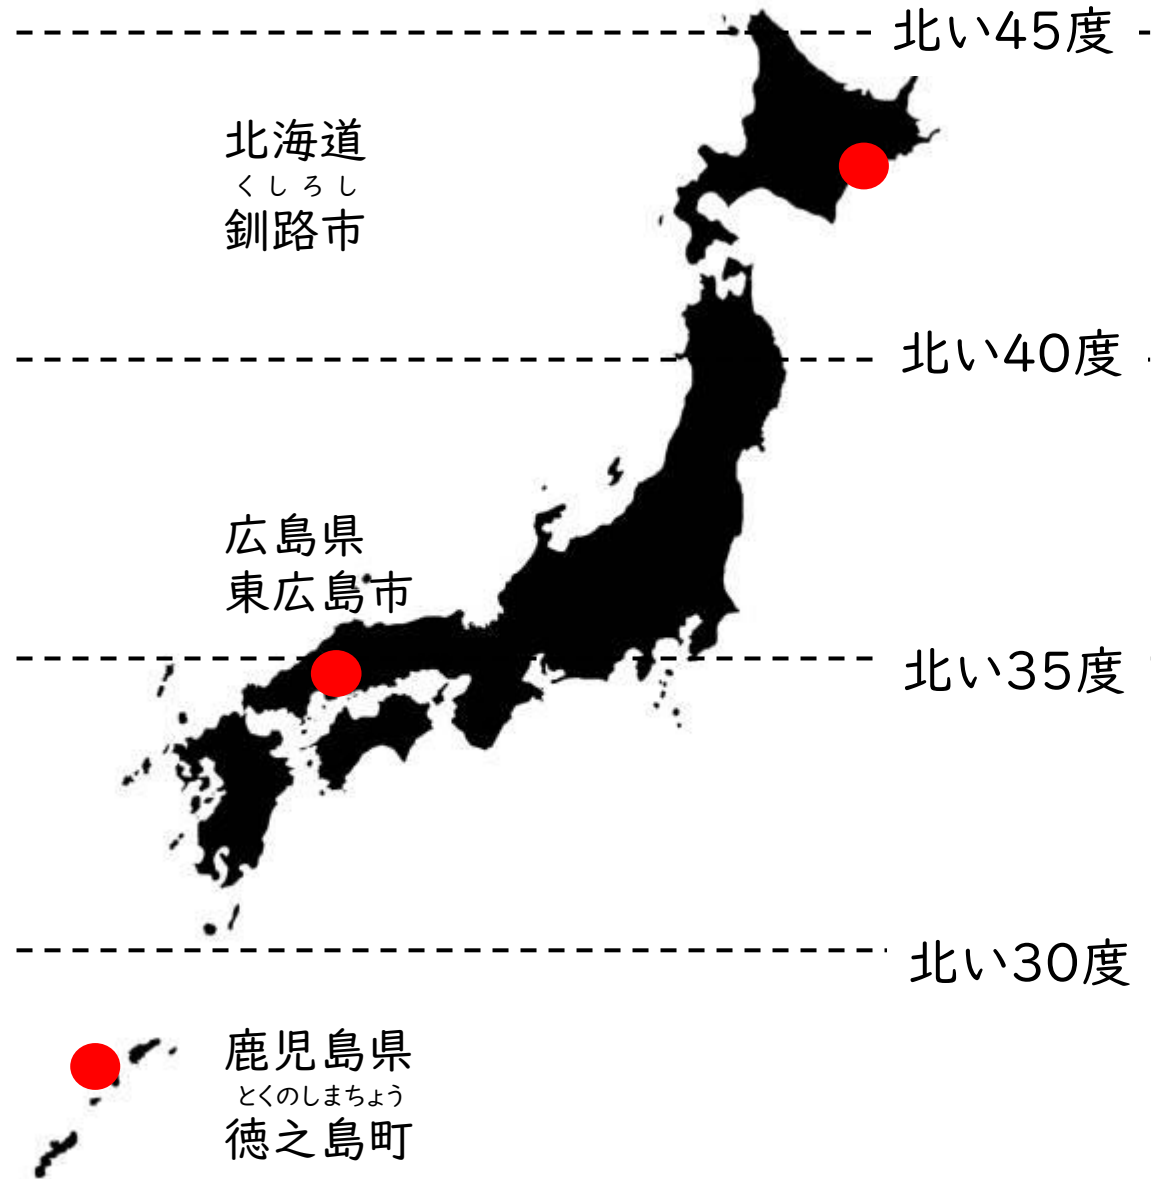 北い45度
北海道
くしろし
釧路市
北い40度
広島県
東広島市
北い35度
北い30度
鹿児島県
とくのしまちょう
徳之島町